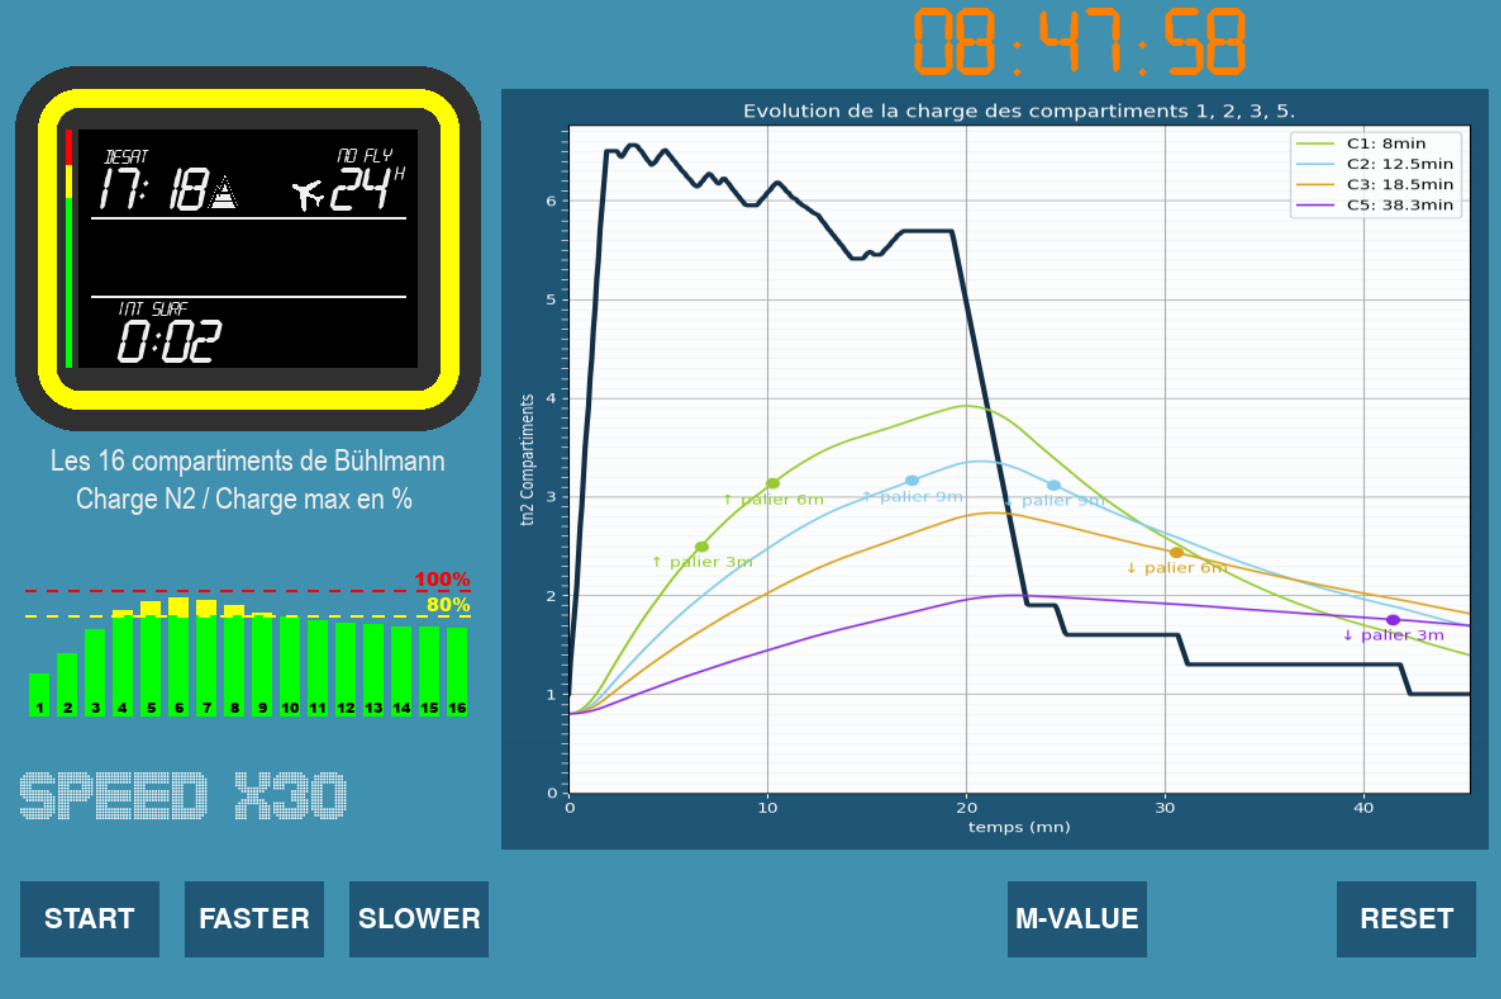 08:47:58
DESAT
17:18
NO FLY
24H
INT SURF
0:02
Les 16 compartiments de Bühlmann
Charge N2 / Charge max en %
100%
80%
1 2 3 4 5 6 7 8 9 10 11 12 13 14 15 16
SPEED X30
Evolution de la charge des compartiments 1, 2, 3, 5.
C1: 8min
C2: 12.5min
C3: 18.5min
C5: 38.3min
tn2 Compartiments
6
5
4
3
2
1
0
↑ palier 3m
↑ palier 6m
↑ palier 9m
↓ palier 9m
↓ palier 6m
↓ palier 3m
0 10 20 30 40
temps (mn)
START
FASTER
SLOWER
M-VALUE
RESET